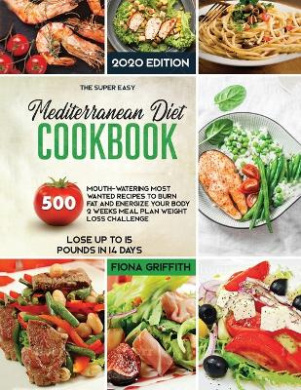 2020 EDITION
THE SUPER EASY
Mediterranean Diet
COOKBOOK
500
MOUTH-WATERING MOST
WANTED RECIPES TO BURN
FAT AND ENERGIZE YOUR BODY
2 WEEKS MEAL PLAN WEIGHT
LOSS CHALLENGE
LOSE UP TO 15
POUNDS IN 14 DAYS
FIONA GRIFFITH